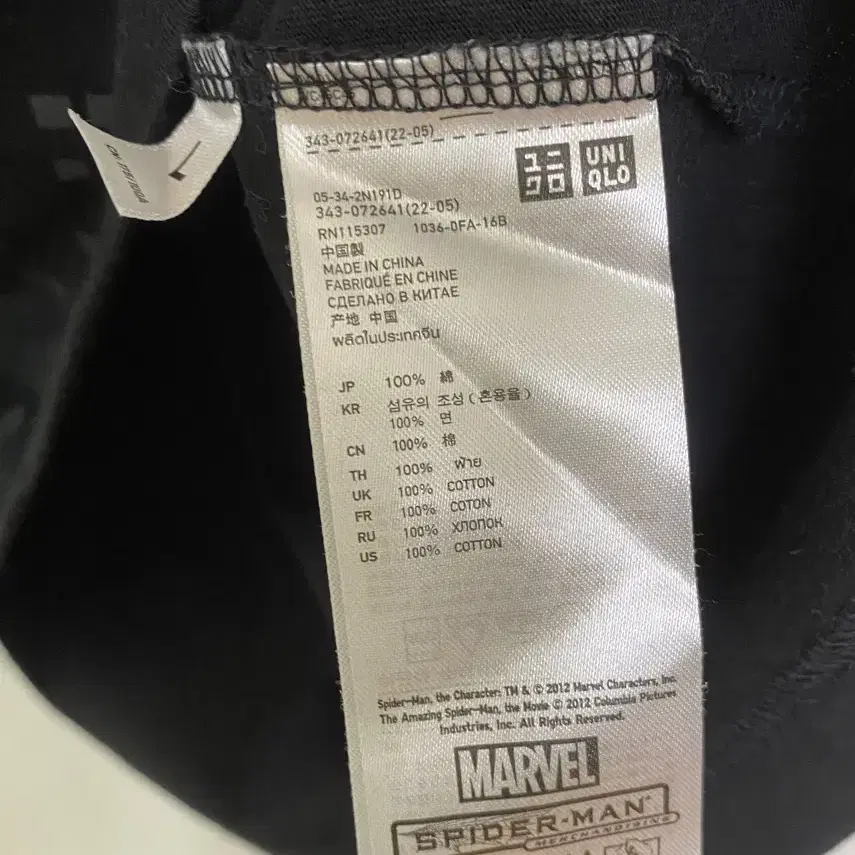 343-072641(22-05)
ユニ
クロ
UNI
QLO
05-34-2N191D
343-072641(22-05)
RN115307 1036-0FA-16B
中国製
MADE IN CHINA
FABRIQUÉ EN CHINE
СДЕЛАНО В КИТАЕ
产地 中国
ผลิตในประเทศจีน
JP 100% 綿
KR 섬유의 조성 ( 혼용율 )
100% 면
CN 100% 棉
TH 100% ฝ้าย
UK 100% COTTON
FR 100% COTON
RU 100% ХЛОПОК
US 100% COTTON
Spider-Man, the Character: TM & © 2012 Marvel Characters, Inc.
The Amazing Spider-Man, the Movie © 2012 Columbia Pictures
Industries, Inc. All Rights Reserved.
MARVEL
SPIDER-MAN
MERCHANDISING